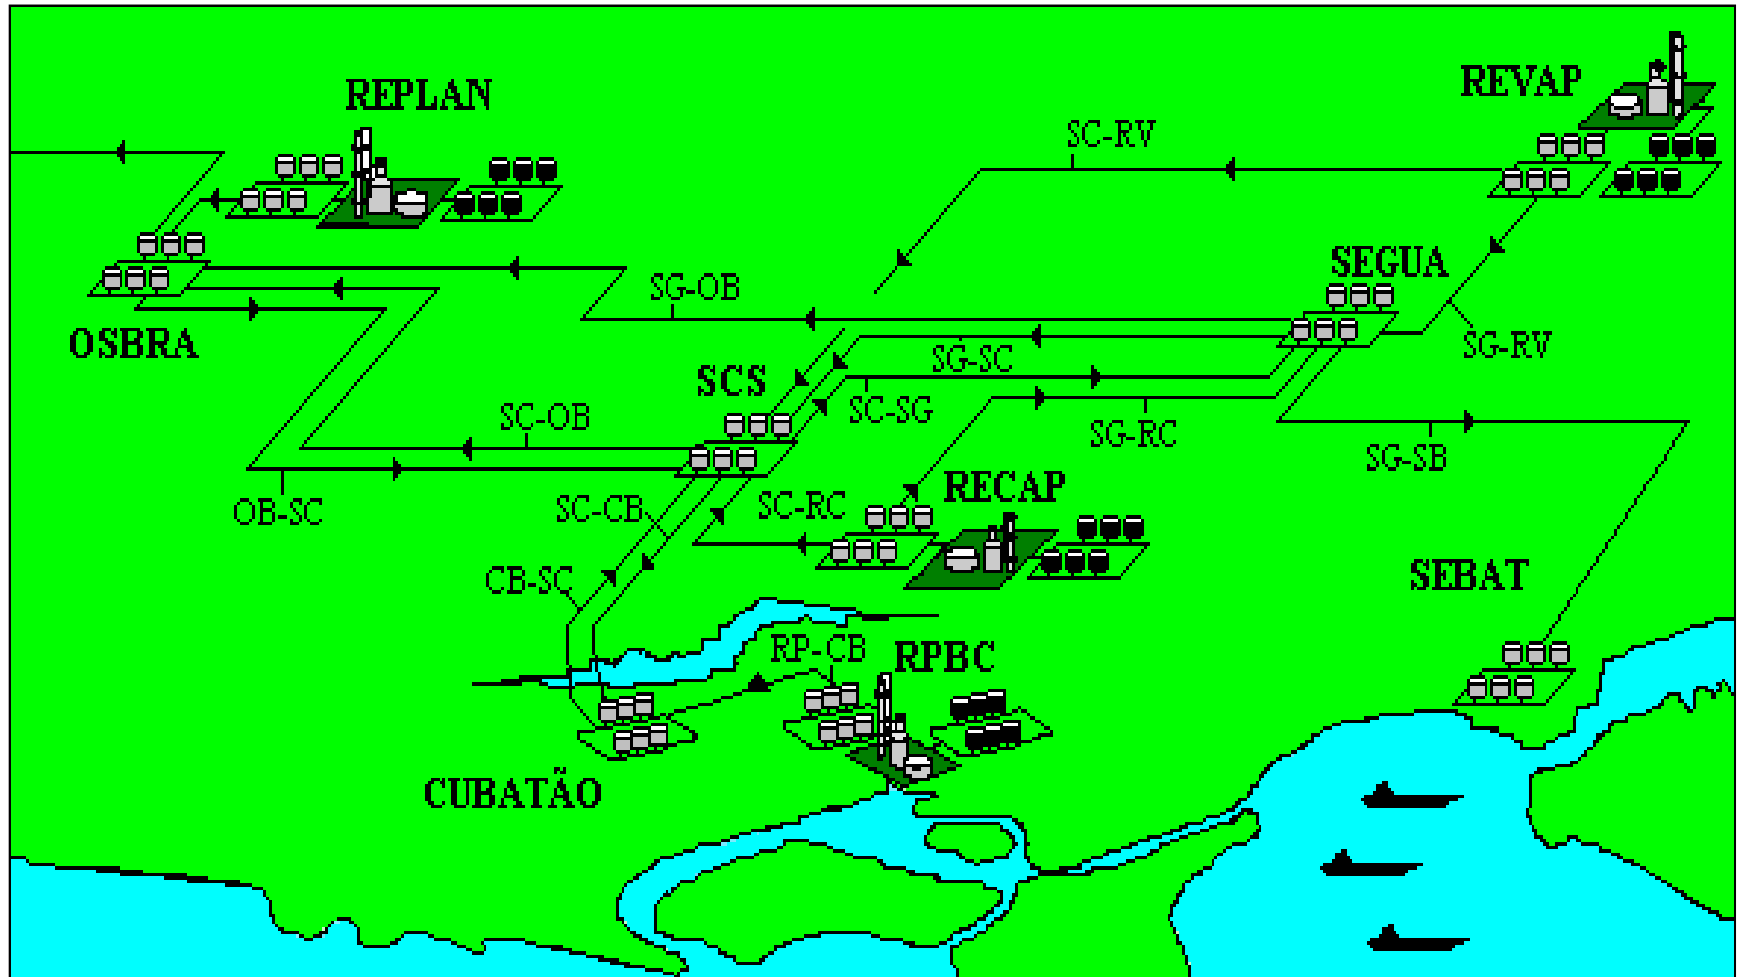 REPLAN
REVAP
SC-RV
SEGUA
SG-OB
OSBRA
SG-RV
SG-SC
SCS
SC-SG
SC-OB
SG-RC
SG-SB
RECAP
SC-RC
OB-SC
SC-CB
CB-SC
SEBAT
RP-CB
RPBC
CUBATÃO